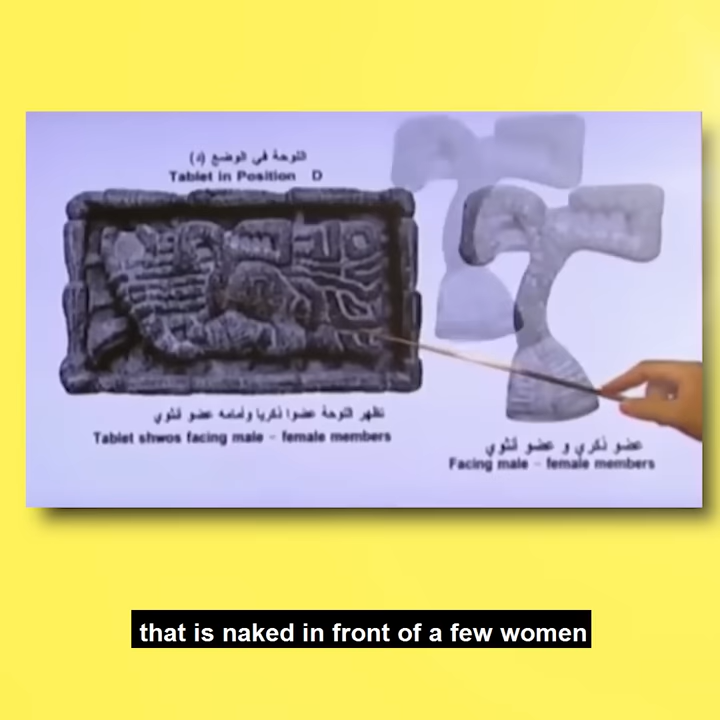 اللوحة في الوضع (د)
Tablet in Position D
تظهر اللوحة عضوا ذكريا وأمامه عضو أنثوي
Tablet shwos facing male - female members
عضو ذكري و عضو أنثوي
Facing male - female members
that is naked in front of a few women